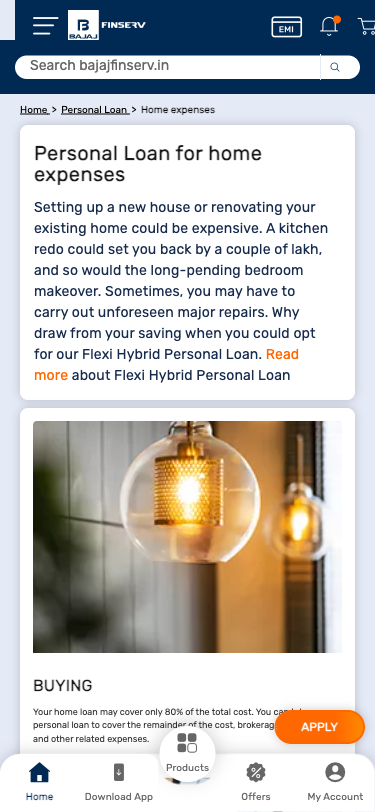 B
BAJAJ
FINSERV
EMI
Search bajajfinserv.in
Home > Personal Loan > Home expenses
Personal Loan for home
expenses
Setting up a new house or renovating your
existing home could be expensive. A kitchen
redo could set you back by a couple of lakh,
and so would the long-pending bedroom
makeover. Sometimes, you may have to
carry out unforeseen major repairs. Why
draw from your saving when you could opt
for our Flexi Hybrid Personal Loan. Read
more about Flexi Hybrid Personal Loan
BUYING
Your home loan may cover only 80% of the total cost. You
personal loan to cover the remainder of the cost,
and other related expenses.
APPLY
Home
Download App
Products
Offers
My Account